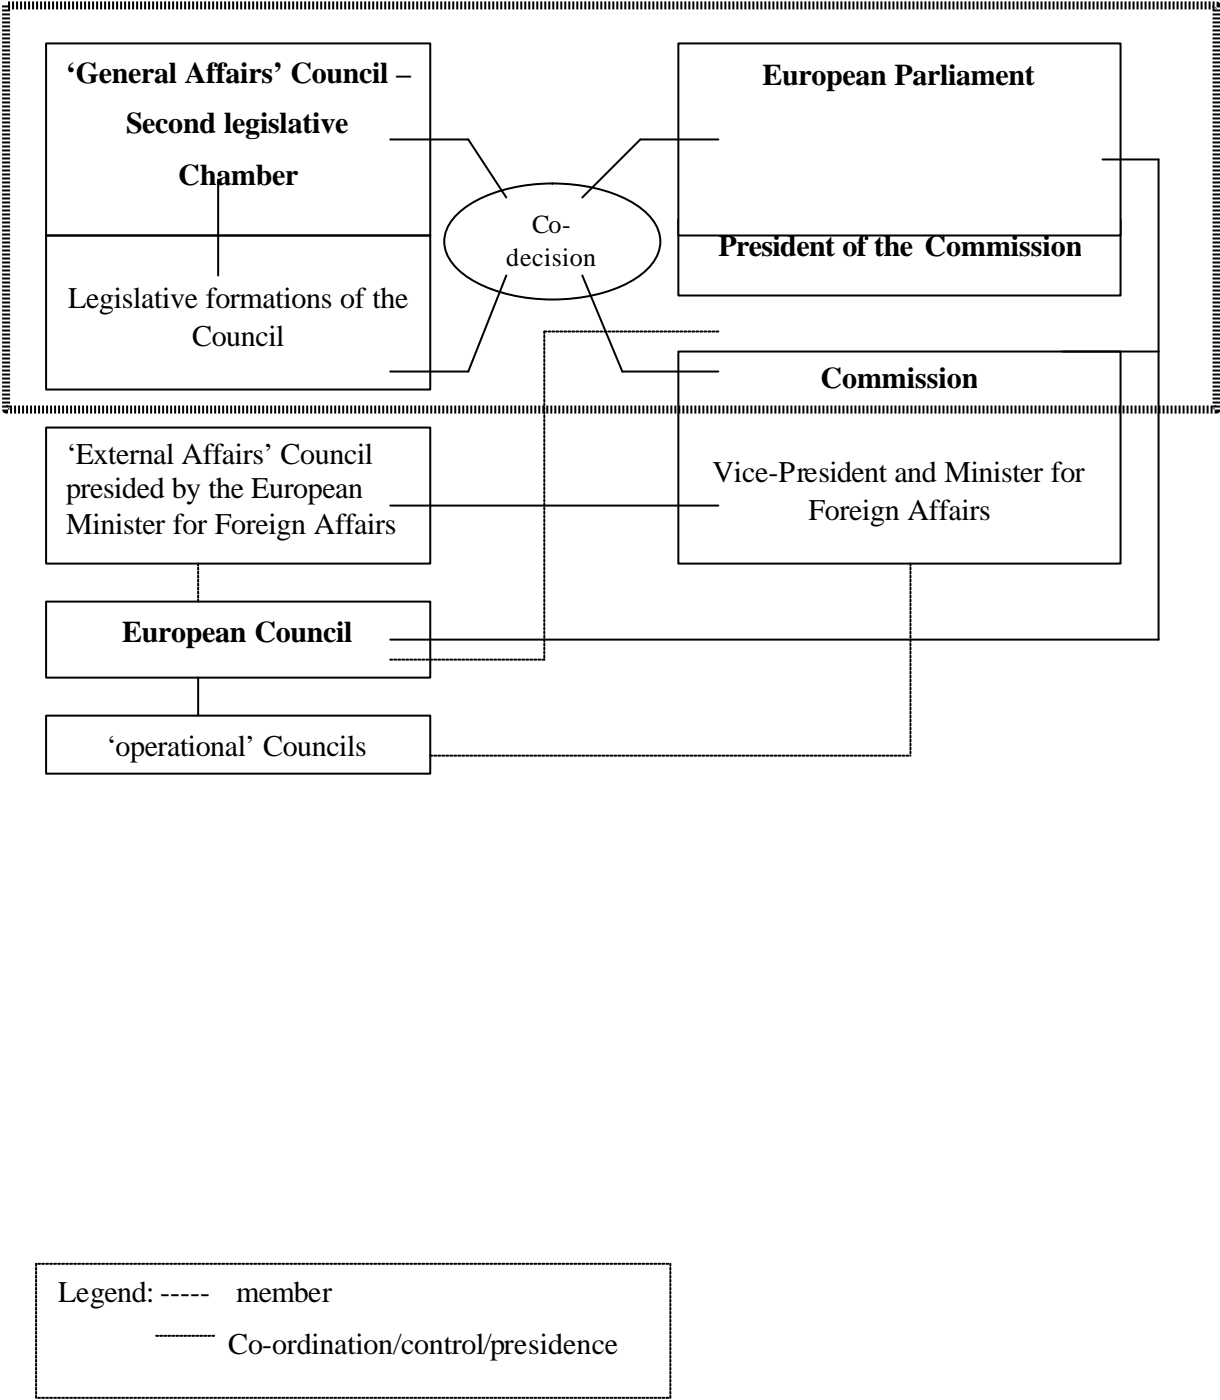 ‘General Affairs’ Council –
Second legislative
Chamber
European Parliament
Co-
decision
President of the Commission
Legislative formations of the
Council
Commission
‘External Affairs’ Council
presided by the European
Minister for Foreign Affairs
Vice-President and Minister for
Foreign Affairs
European Council
‘operational’ Councils
Legend: ----- member
Co-ordination/control/presidence